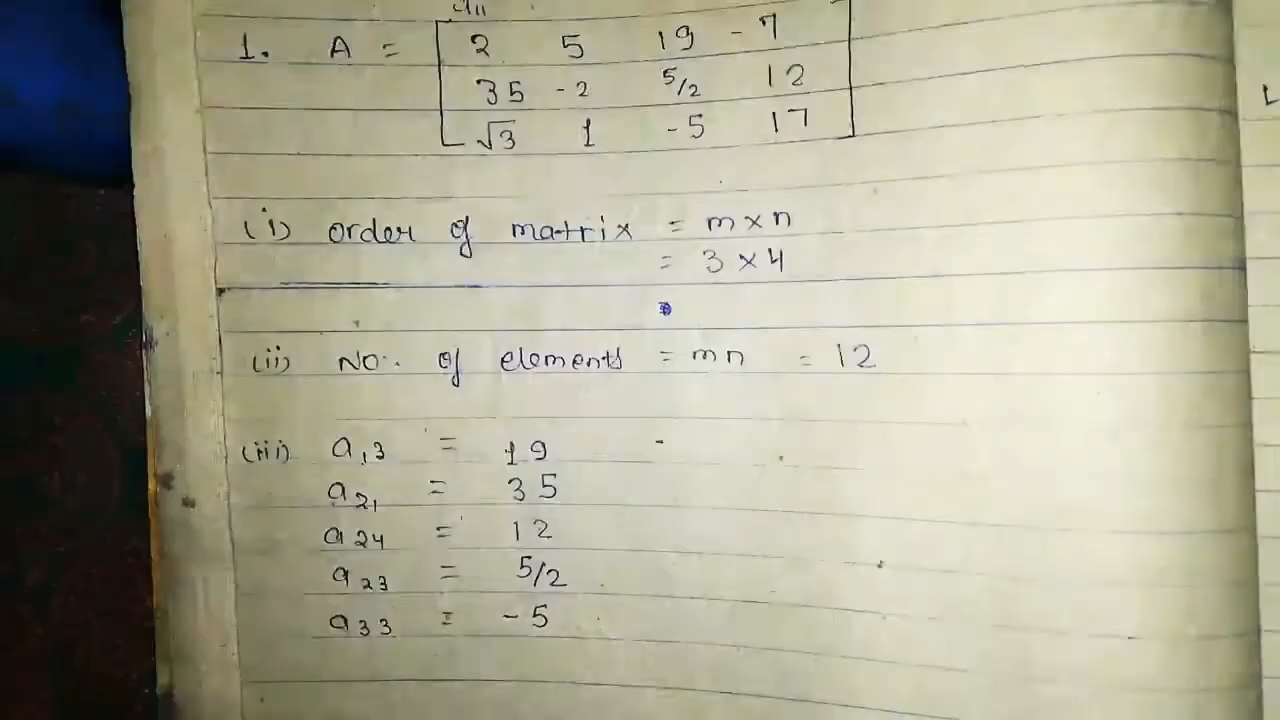 a₁₁
1. A = [ 2 5 19 -7
35 -2 5/2 12
√3 1 -5 17 ]
(i) order of matrix = m×n
= 3×4
(ii) No. of elements = mn = 12
(iii) a₁₃ = 19
a₂₁ = 35
a₂₄ = 12
a₂₃ = 5/2
a₃₃ = -5